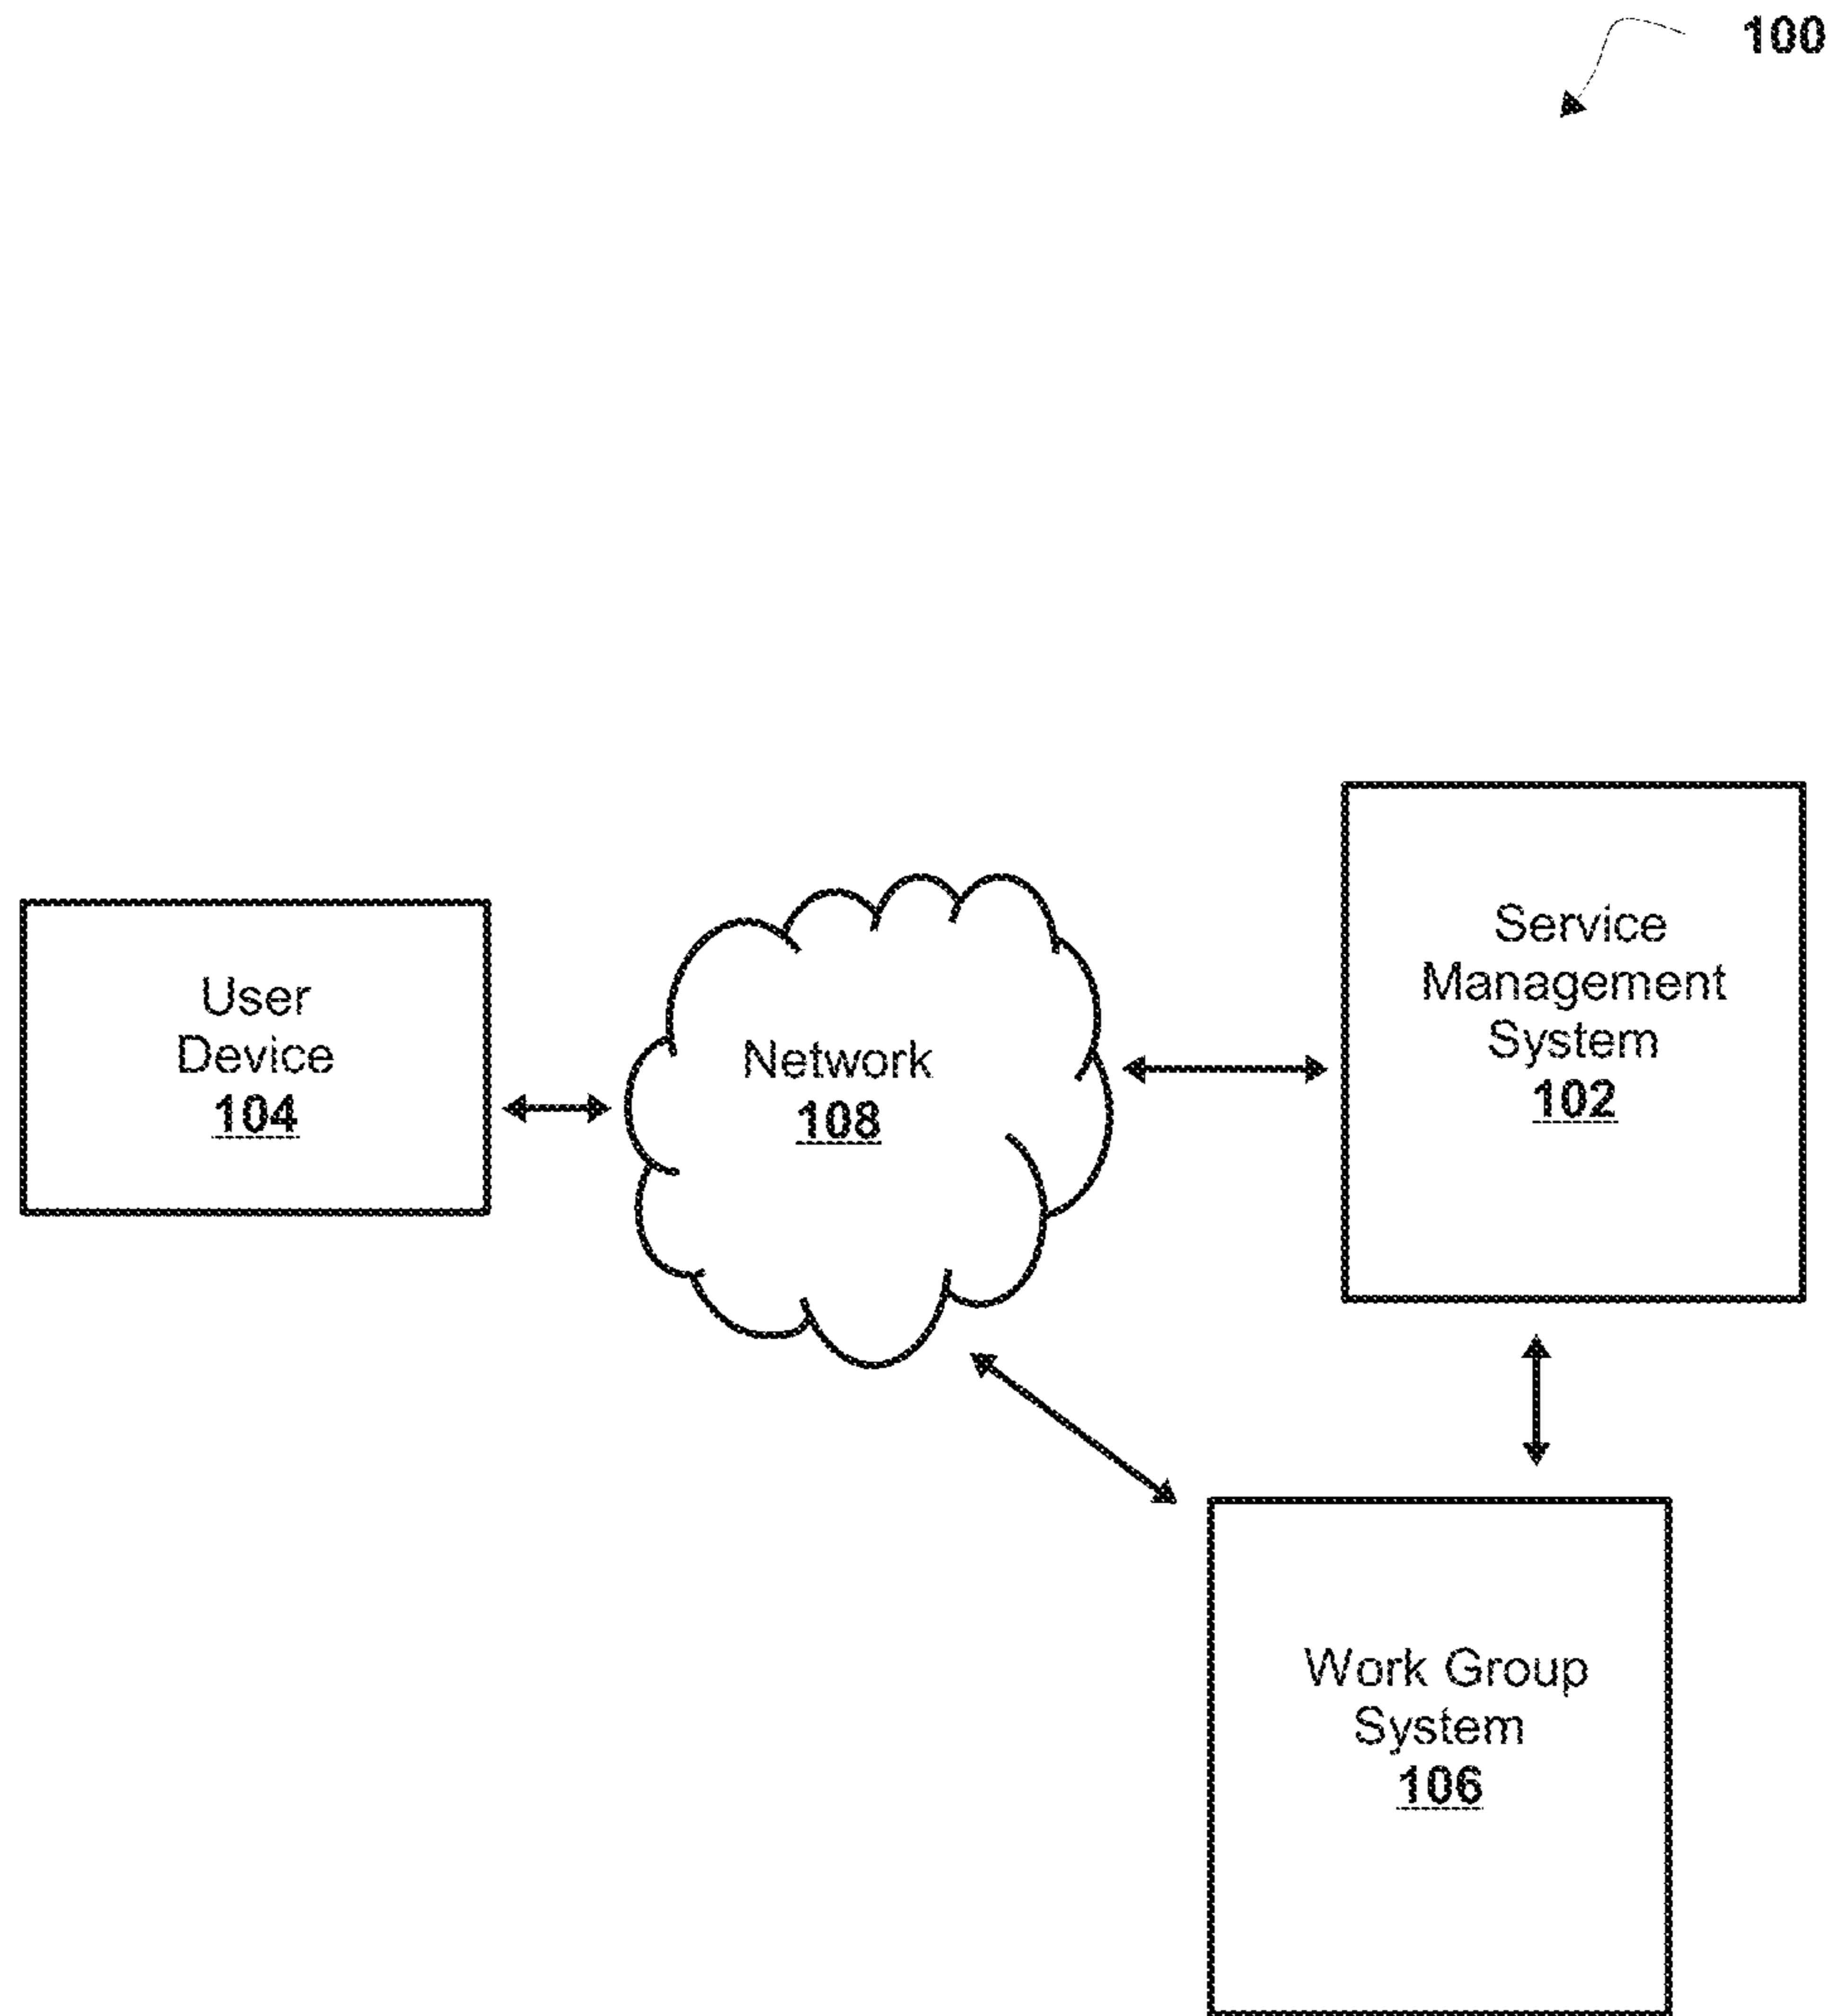 100
User
Device
104
Network
108
Service
Management
System
102
Work Group
System
106